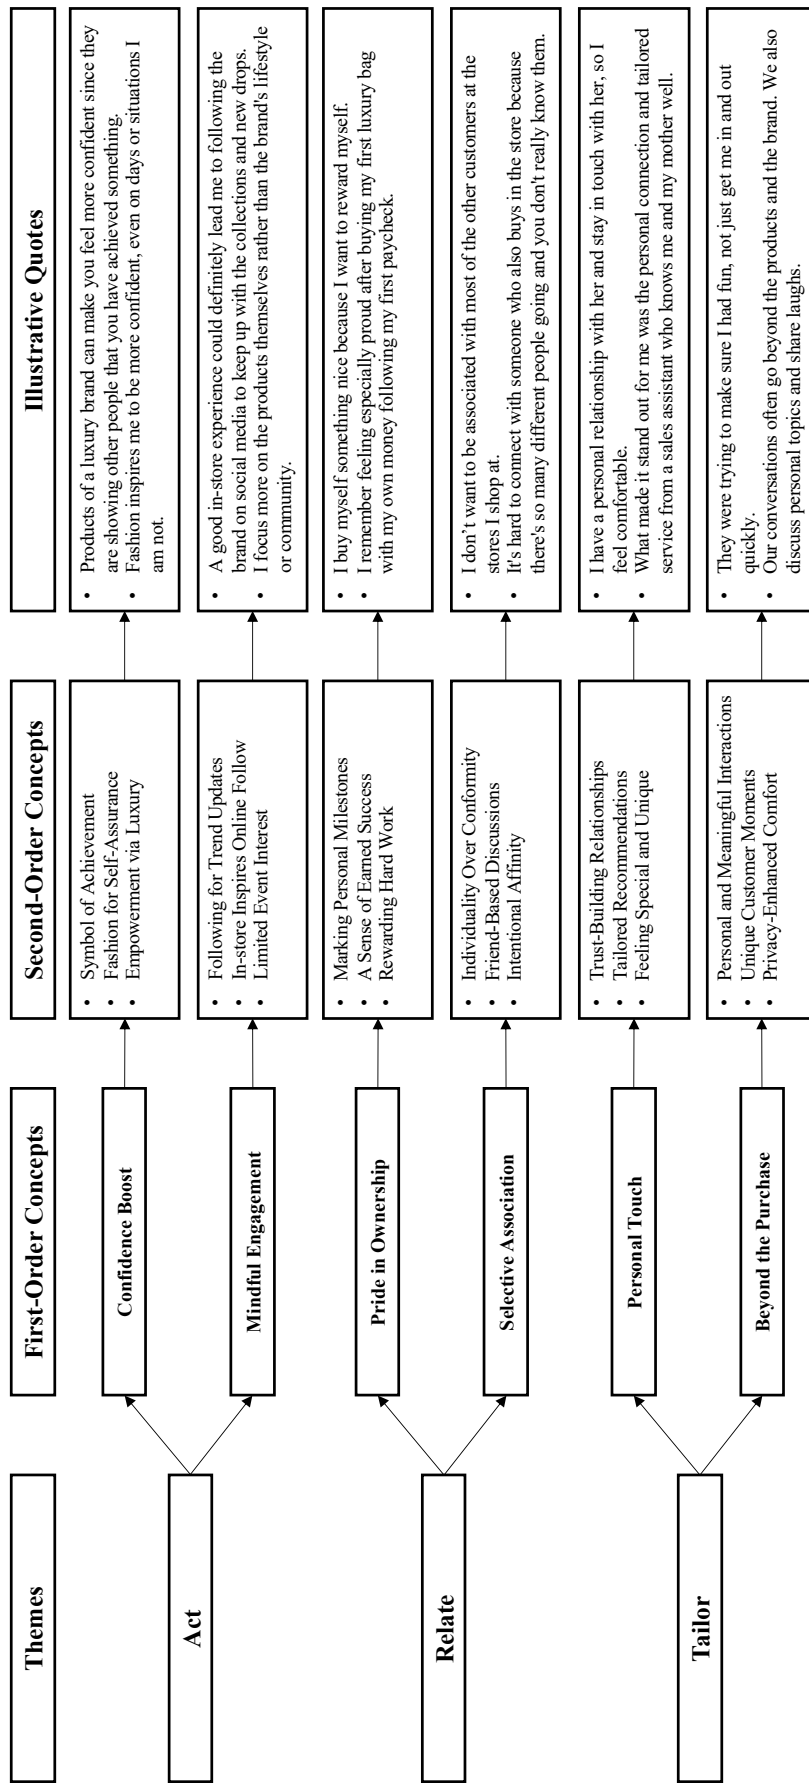 Themes
First-Order Concepts
Second-Order Concepts
Illustrative Quotes
Act
Confidence Boost
• Symbol of Achievement
• Fashion for Self-Assurance
• Empowerment via Luxury
• Products of a luxury brand can make you feel more confident since they
are showing other people that you have achieved something.
• Fashion inspires me to be more confident, even on days or situations I
am not.
Mindful Engagement
• Following for Trend Updates
• In-store Inspires Online Follow
• Limited Event Interest
• A good in-store experience could definitely lead me to following the
brand on social media to keep up with the collections and new drops.
• I focus more on the products themselves rather than the brand's lifestyle
or community.
Relate
Pride in Ownership
• Marking Personal Milestones
• A Sense of Earned Success
• Rewarding Hard Work
• I buy myself something nice because I want to reward myself.
• I remember feeling especially proud after buying my first luxury bag
with my own money following my first paycheck.
Selective Association
• Individuality Over Conformity
• Friend-Based Discussions
• Intentional Affinity
• I don't want to be associated with most of the other customers at the
stores I shop at.
• It's hard to connect with someone who also buys in the store because
there's so many different people going and you don't really know them.
Tailor
Personal Touch
• Trust-Building Relationships
• Tailored Recommendations
• Feeling Special and Unique
• I have a personal relationship with her and stay in touch with her, so I
feel comfortable.
• What made it stand out for me was the personal connection and tailored
service from a sales assistant who knows me and my mother well.
Beyond the Purchase
• Personal and Meaningful Interactions
• Unique Customer Moments
• Privacy-Enhanced Comfort
• They were trying to make sure I had fun, not just get me in and out
quickly.
• Our conversations often go beyond the products and the brand. We also
discuss personal topics and share laughs.